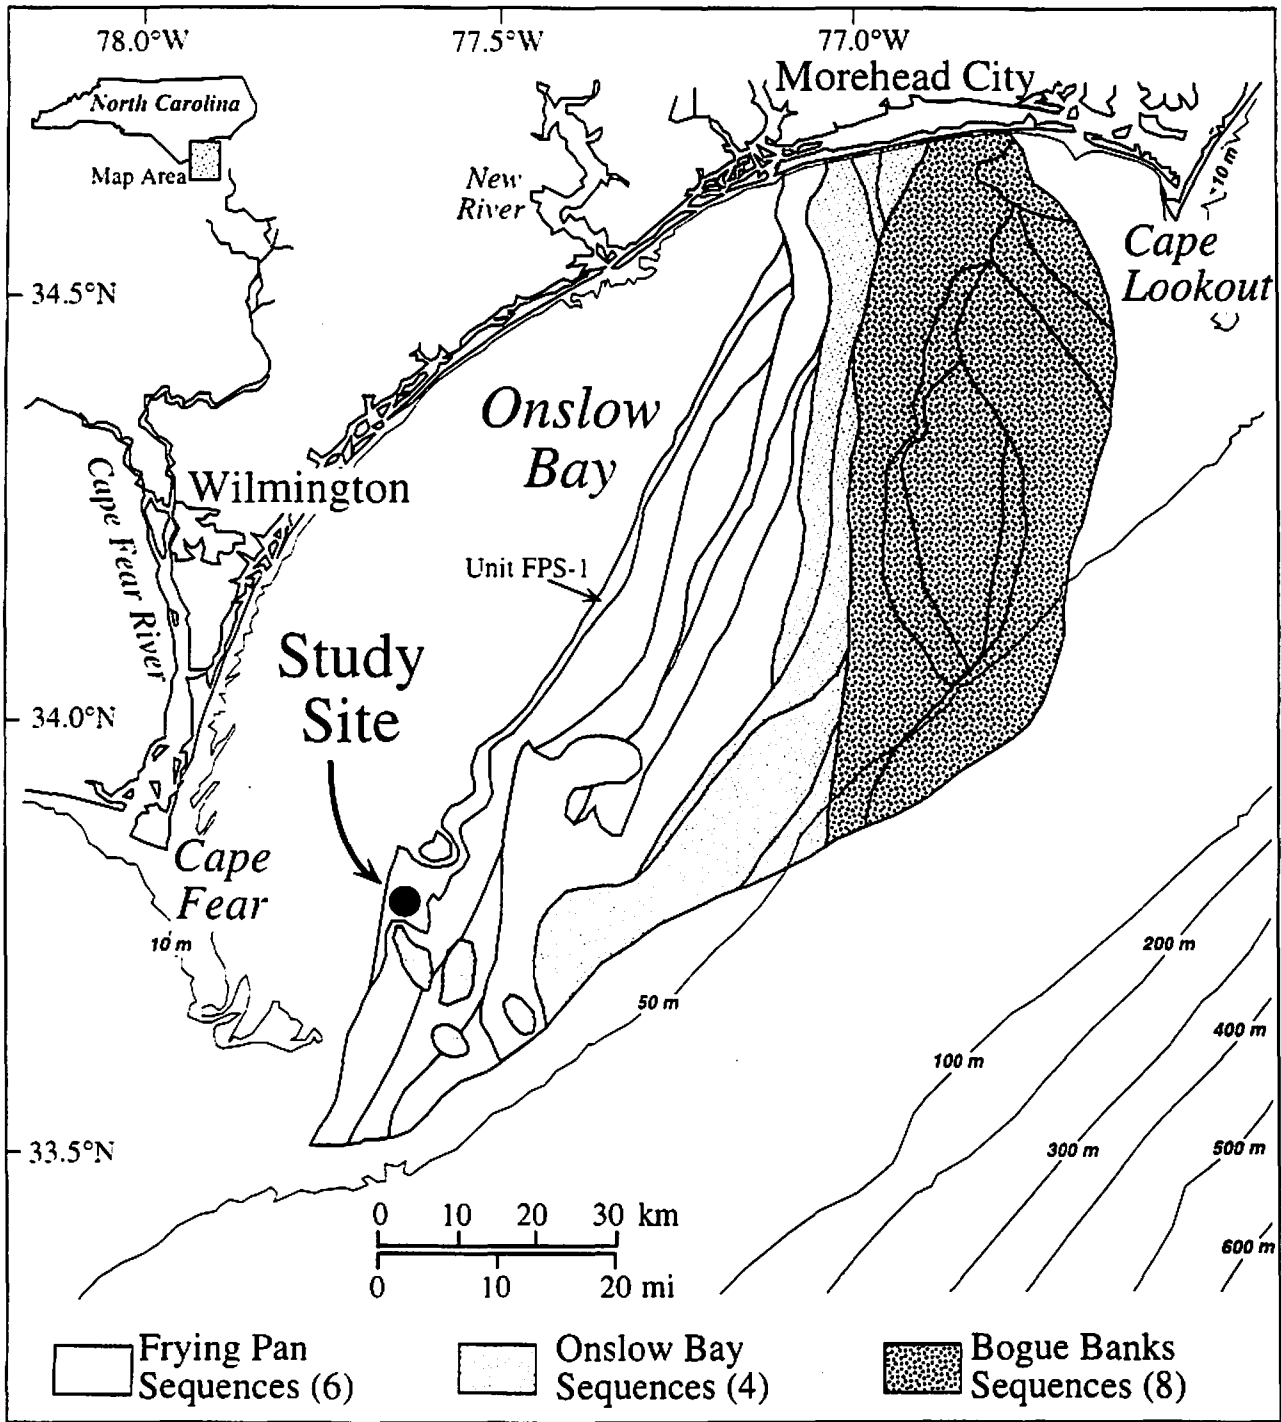 78.0°W
77.5°W
77.0°W
Morehead City
North Carolina
Map Area
New
River
10 m
Cape
Lookout
34.5°N
Onslow
Bay
Wilmington
Cape Fear River
Unit FPS-1
Study
Site
34.0°N
Cape
Fear
10 m
50 m
200 m
400 m
100 m
33.5°N
300 m
500 m
600 m
0 10 20 30 km
0 10 20 mi
Frying Pan
Sequences (6)
Onslow Bay
Sequences (4)
Bogue Banks
Sequences (8)